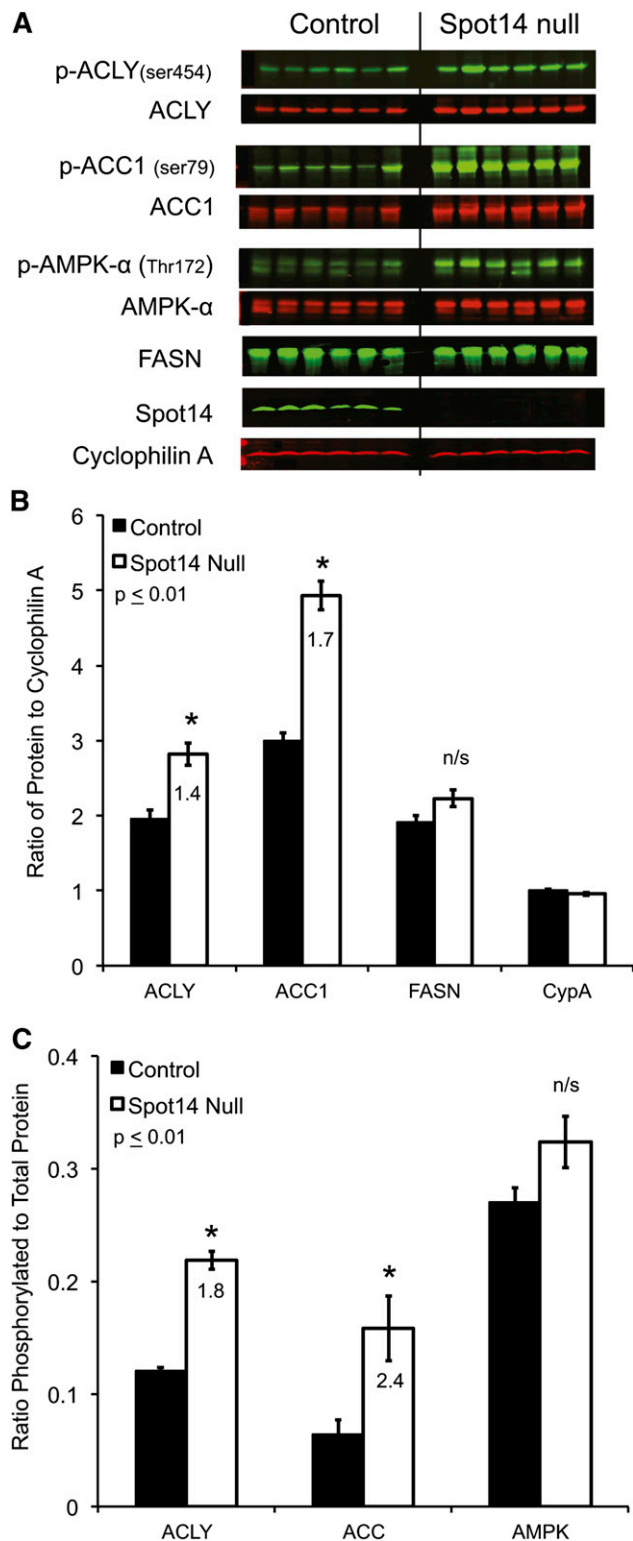 A
Control
Spot14 null
p-ACLY(ser454)
ACLY
p-ACC1 (ser79)
ACC1
p-AMPK-α (Thr172)
AMPK-α
FASN
Spot14
Cyclophilin A
B
Ratio of Protein to Cyclophilin A
6
5
4
3
2
1
0
Control
Spot14 Null
p ≤ 0.01
*
1.4
*
1.7
n/s
ACLY
ACC1
FASN
CypA
C
Ratio Phosphorylated to Total Protein
0.4
0.3
0.2
0.1
0
Control
Spot14 Null
p ≤ 0.01
*
1.8
*
2.4
n/s
ACLY
ACC
AMPK